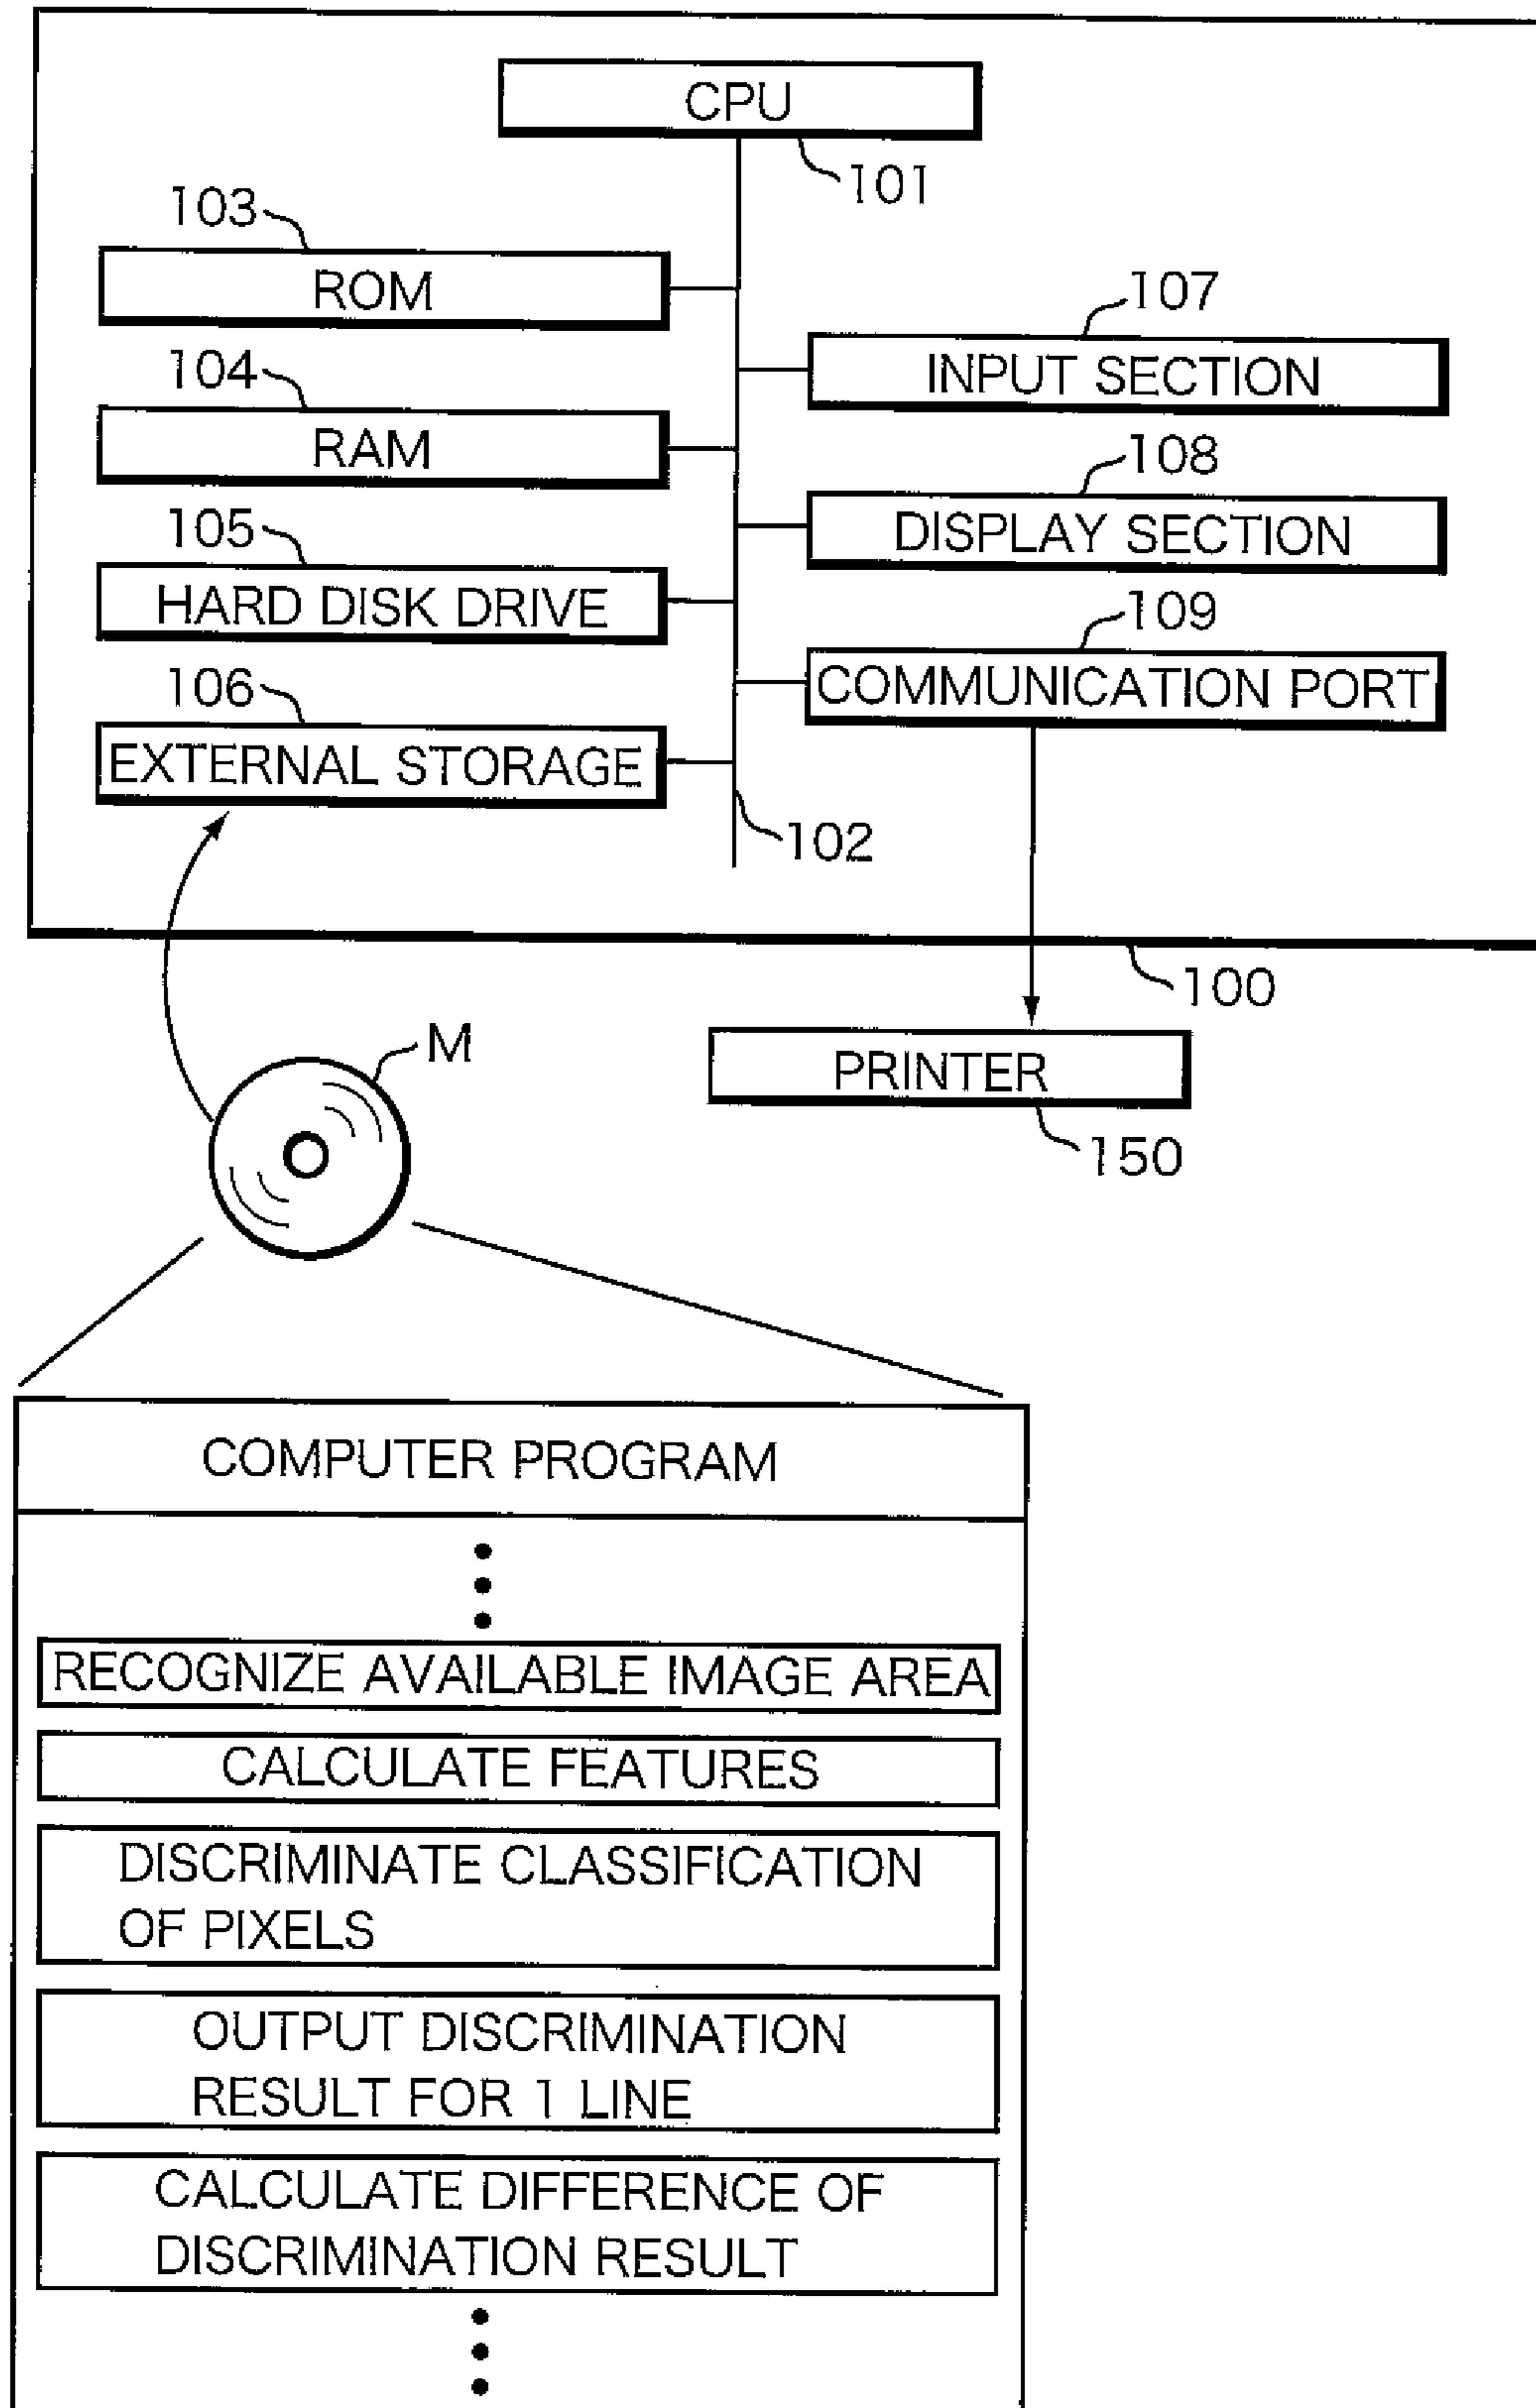 CPU
101
103
ROM
107
INPUT SECTION
104
RAM
108
DISPLAY SECTION
105
HARD DISK DRIVE
109
COMMUNICATION PORT
106
EXTERNAL STORAGE
102
100
M
PRINTER
150
COMPUTER PROGRAM
RECOGNIZE AVAILABLE IMAGE AREA
CALCULATE FEATURES
DISCRIMINATE CLASSIFICATION
OF PIXELS
OUTPUT DISCRIMINATION
RESULT FOR 1 LINE
CALCULATE DIFFERENCE OF
DISCRIMINATION RESULT